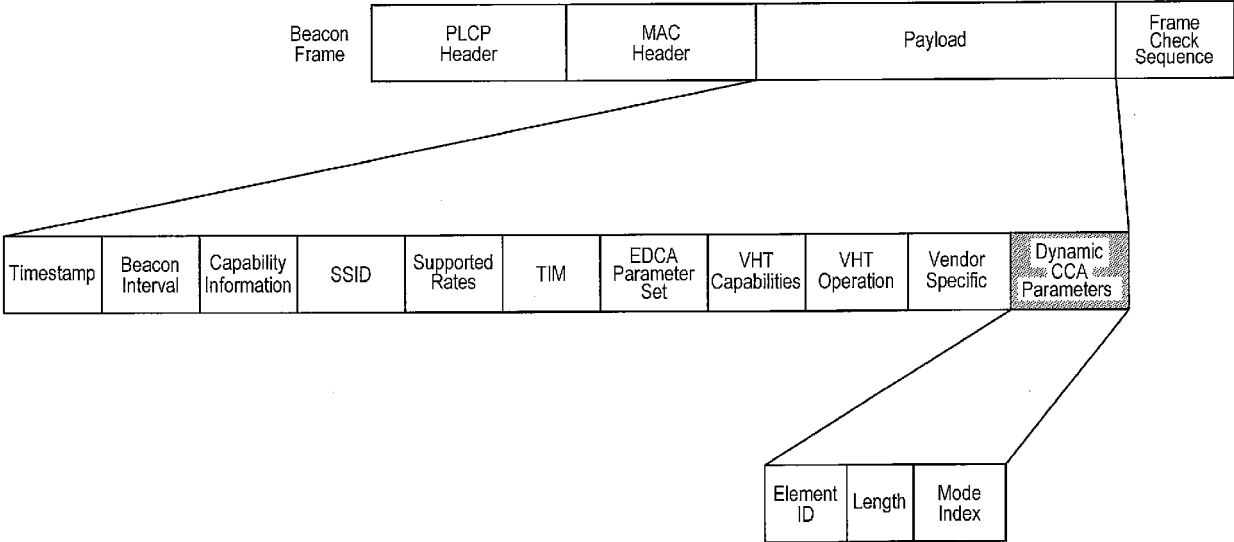 Beacon
Frame
PLCP
Header
MAC
Header
Payload
Frame
Check
Sequence
Timestamp
Beacon
Interval
Capability
Information
SSID
Supported
Rates
TIM
EDCA
Parameter
Set
VHT
Capabilities
VHT
Operation
Vendor
Specific
Dynamic
CCA
Parameters
Element
ID
Length
Mode
Index